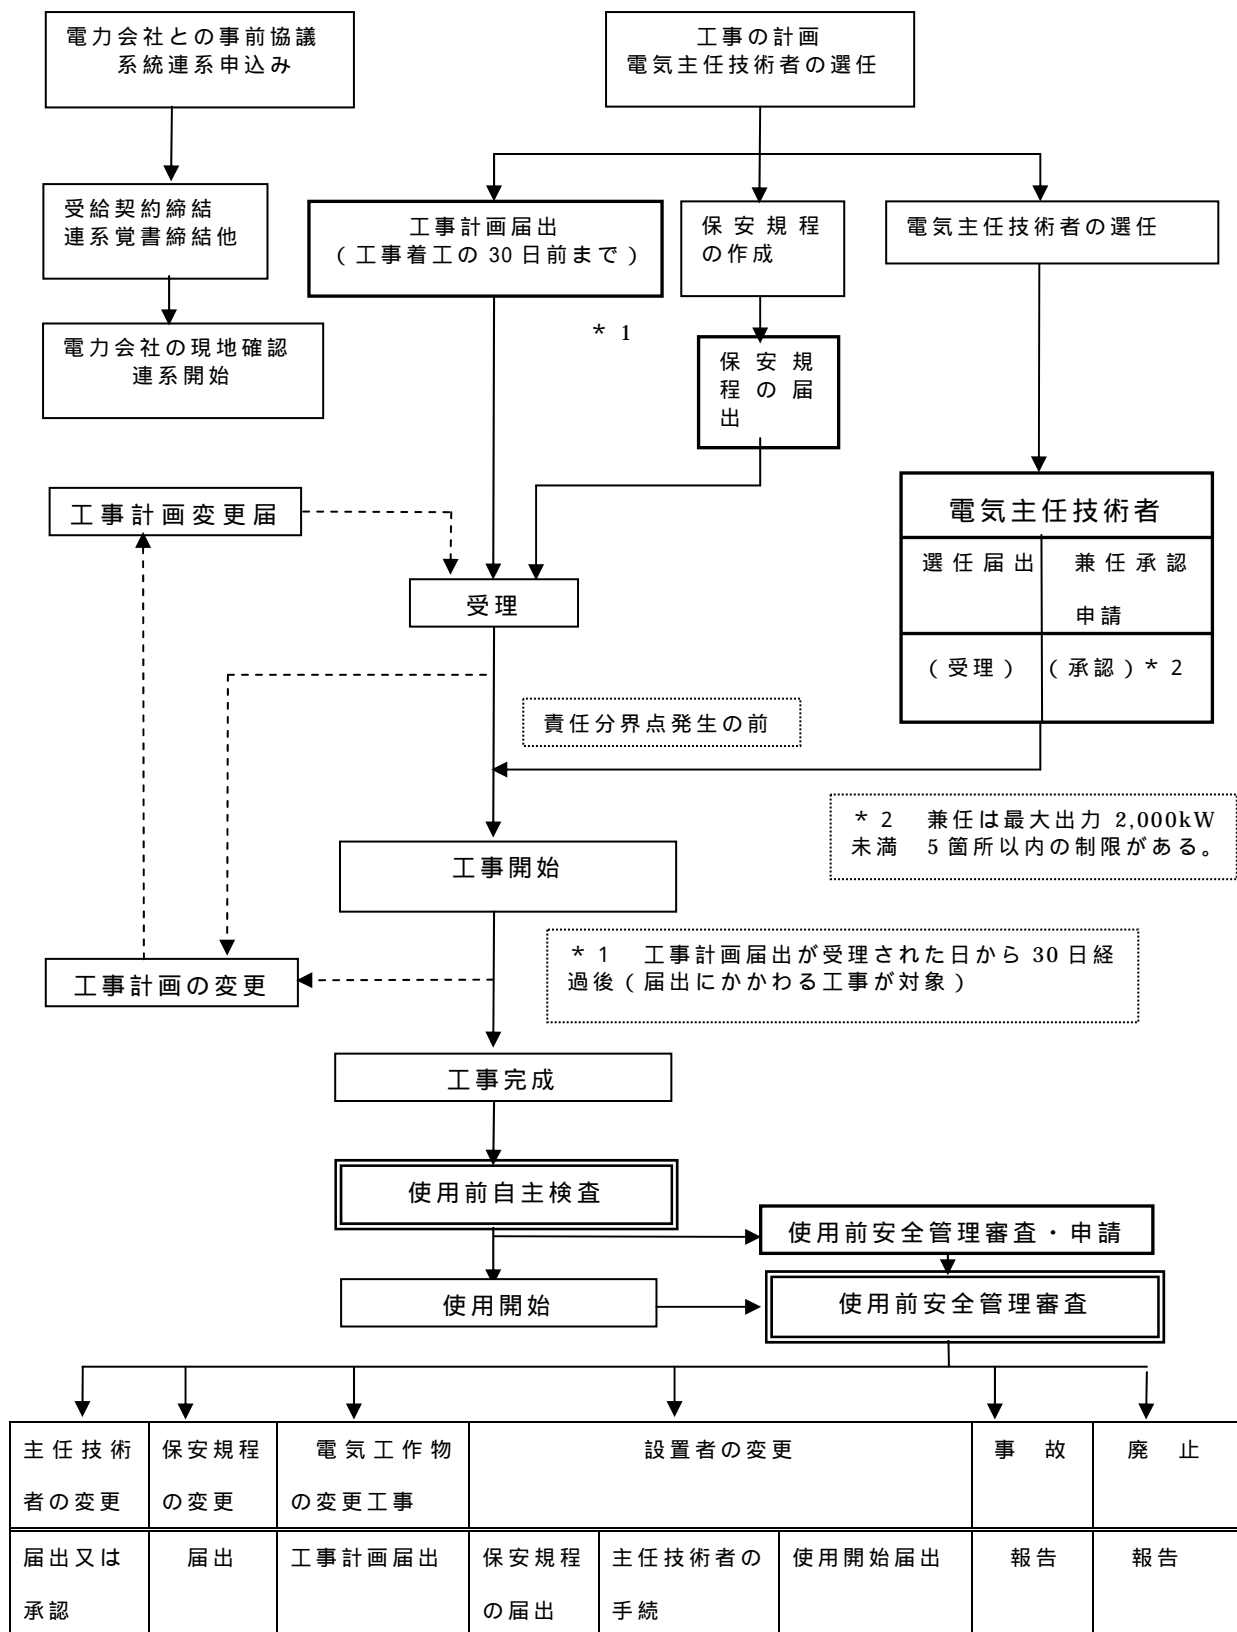 電力会社との事前協議
系統連系申込み
工事の計画
電気主任技術者の選任
受給契約締結
連系覚書締結他
工事計画届出
(工事着工の 30 日前まで)
保安規程
の作成
電気主任技術者の選任
電力会社の現地確認
連系開始
* 1
保安規
程の届
出
工事計画変更届
電気主任技術者
選任届出
兼任承認
申請
(受理)
(承認)* 2
受理
責任分界点発生の前
* 2 兼任は最大出力 2,000kW
未満 5 箇所以内の制限がある。
工事開始
* 1 工事計画届出が受理された日から 30 日経
過後(届出にかかわる工事が対象)
工事計画の変更
工事完成
使用前自主検査
使用前安全管理審査・申請
使用開始
使用前安全管理審査
主任技術
者の変更
保安規程
の変更
電気工作物
の変更工事
設置者の変更
事 故
廃 止
届出又は
承認
届出
工事計画届出
保安規程
の届出
主任技術者の
手続
使用開始届出
報告
報告